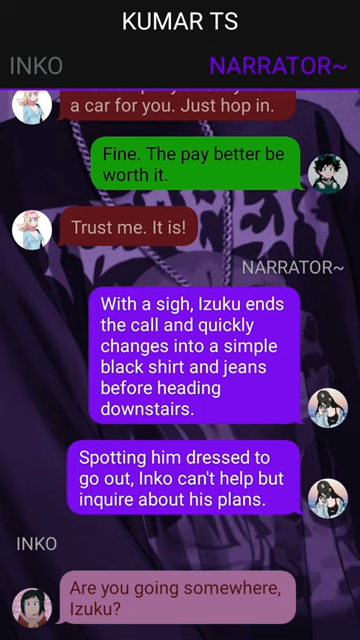 KUMAR TS
INKO
NARRATOR~
a car for you. Just hop in.
Fine. The pay better be
worth it.
Trust me. It is!
NARRATOR~
With a sigh, Izuku ends
the call and quickly
changes into a simple
black shirt and jeans
before heading
downstairs.
Spotting him dressed to
go out, Inko can't help but
inquire about his plans.
INKO
Are you going somewhere,
Izuku?